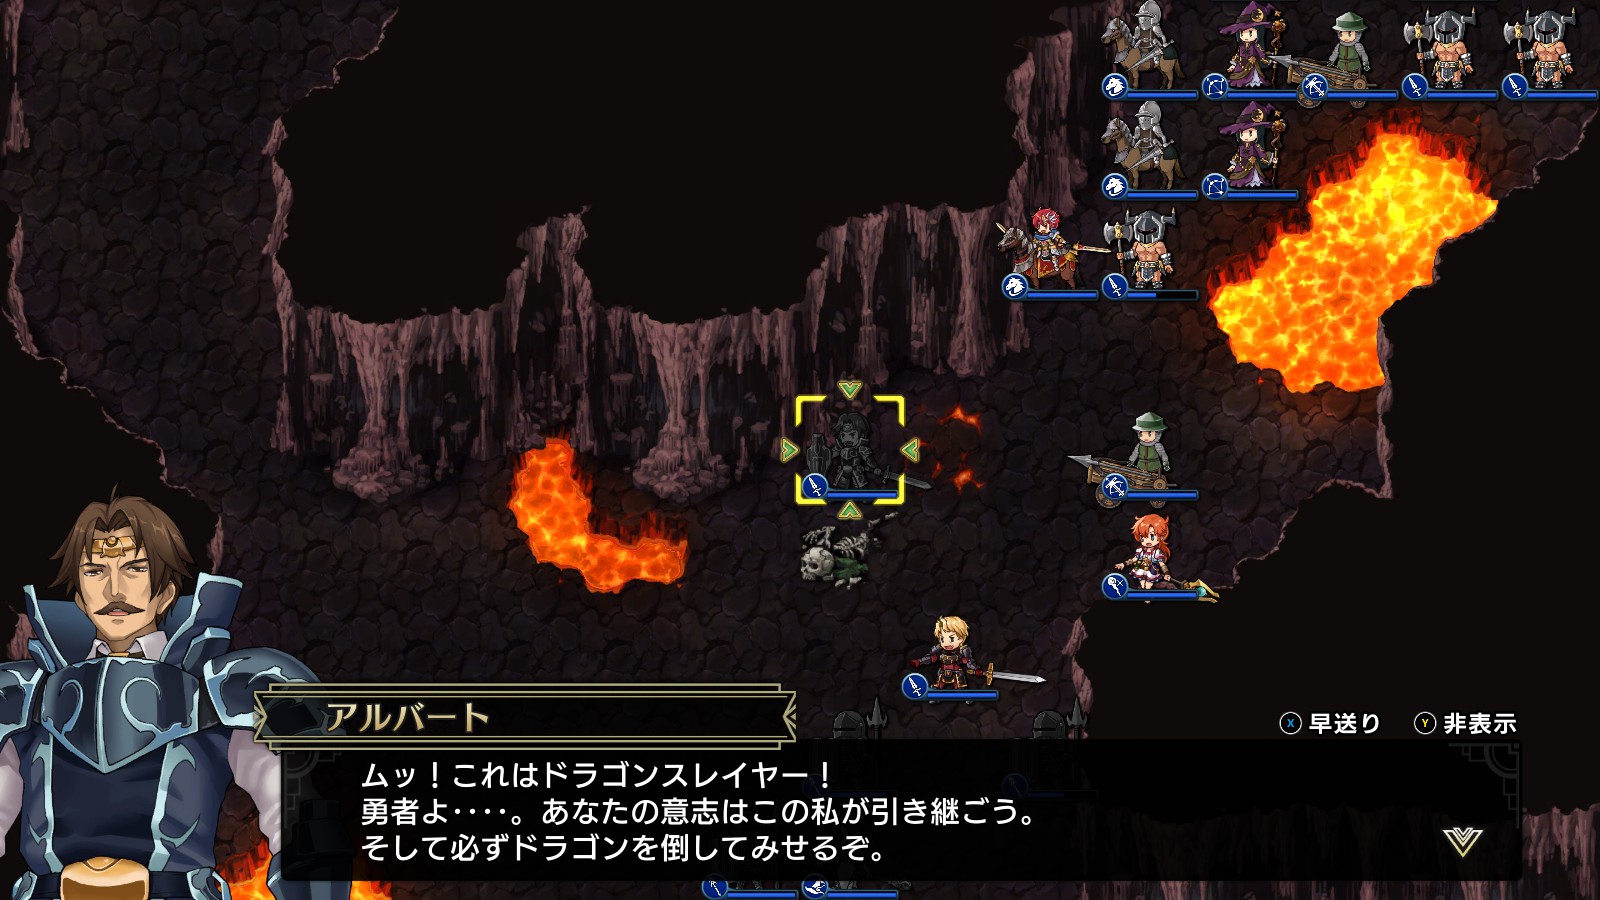 X 早送り Y 非表示
アルバート
ムッ！これはドラゴンスレイヤー！
勇者よ････。あなたの意志はこの私が引き継ごう。
そして必ずドラゴンを倒してみせるぞ。